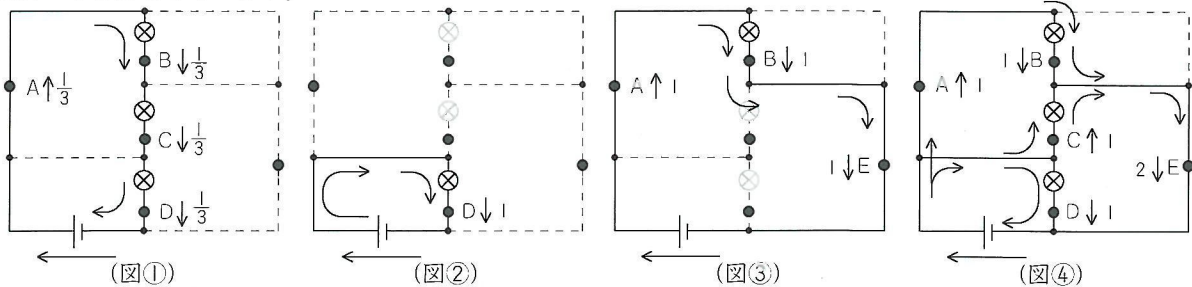 A↑1/3
B↓1/3
C↓1/3
D↓1/3
(図①)
D↓1
(図②)
A↑1
B↓1
1↓E
(図③)
A↑1
1↓B
C↑1
2↓E
D↓1
(図④)